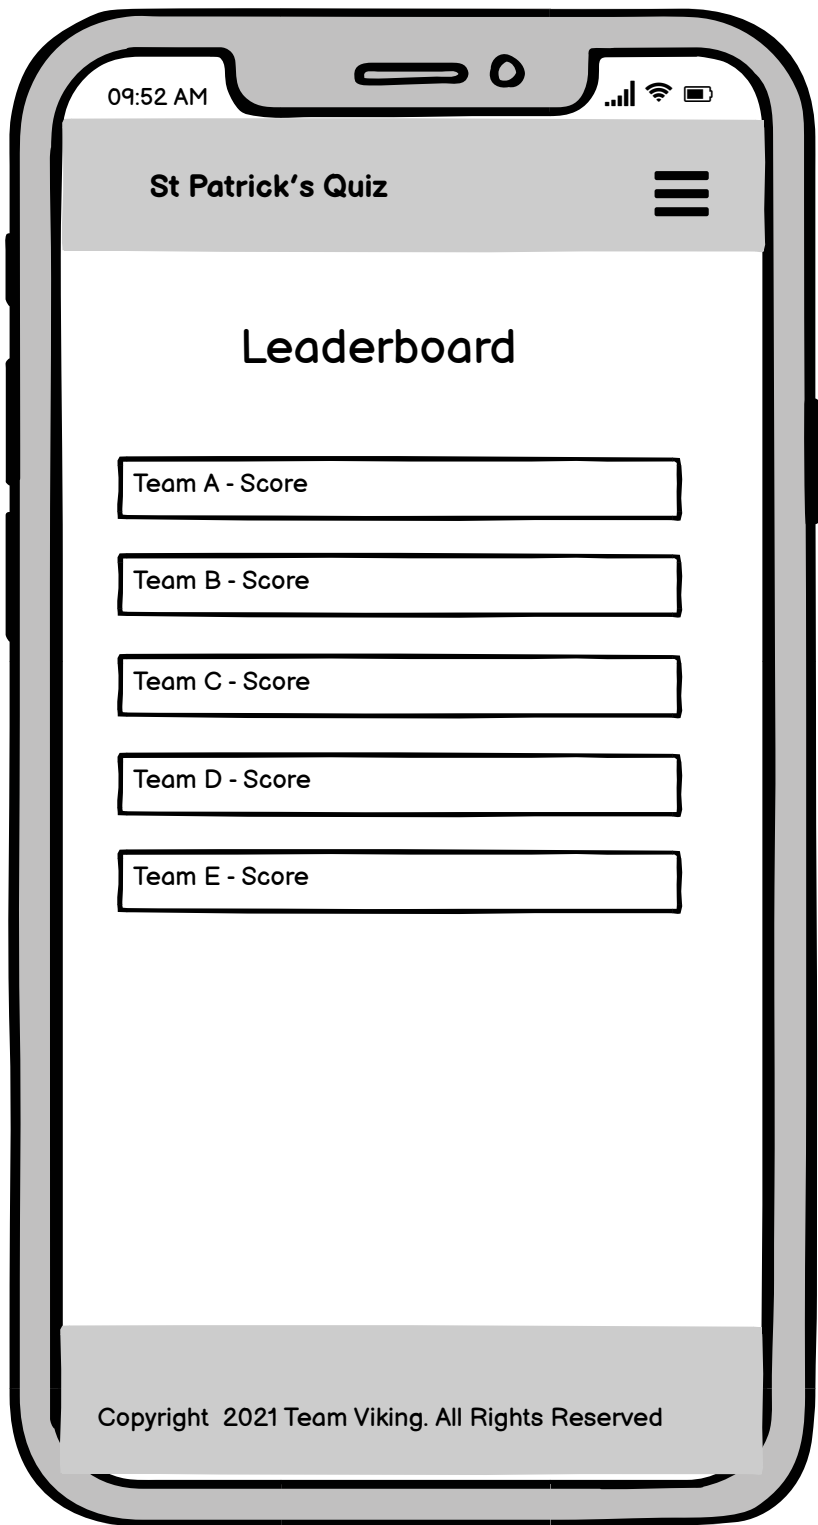 09:52 AM
St Patrick's Quiz
Leaderboard
Team A - Score
Team B - Score
Team C - Score
Team D - Score
Team E - Score
Copyright  2021 Team Viking. All Rights Reserved